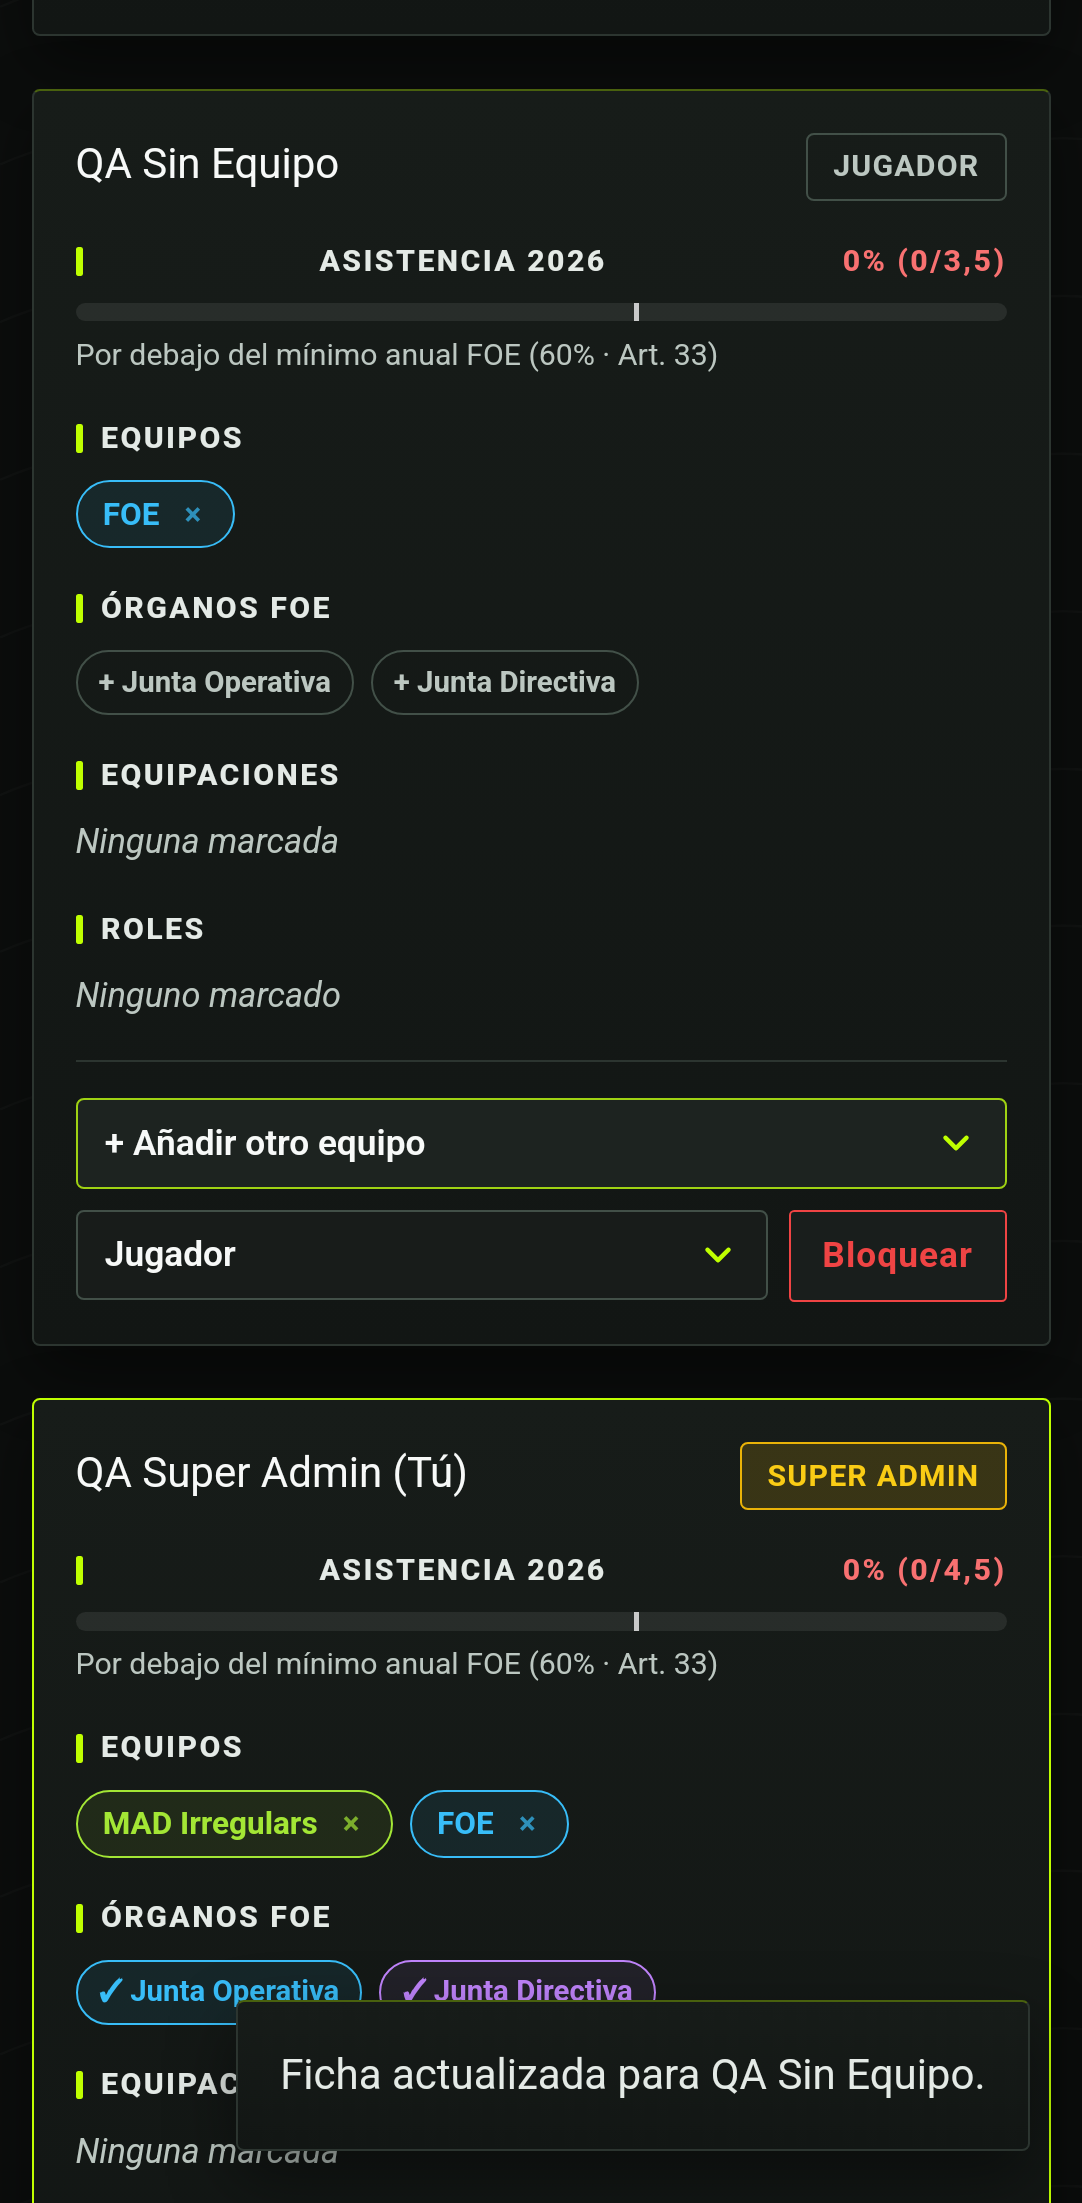 QA Sin Equipo
JUGADOR
ASISTENCIA 2026
0% (0/3,5)
Por debajo del mínimo anual FOE (60% · Art. 33)
EQUIPOS
FOE ×
ÓRGANOS FOE
+ Junta Operativa + Junta Directiva
EQUIPACIONES
Ninguna marcada
ROLES
Ninguno marcado
+ Añadir otro equipo
Jugador
Bloquear
QA Super Admin (Tú)
SUPER ADMIN
ASISTENCIA 2026
0% (0/4,5)
Por debajo del mínimo anual FOE (60% · Art. 33)
EQUIPOS
MAD Irregulars × FOE ×
ÓRGANOS FOE
✓ Junta Operativa ✓ Junta Directiva
EQUIPAC
Ficha actualizada para QA Sin Equipo.
Ninguna marcada